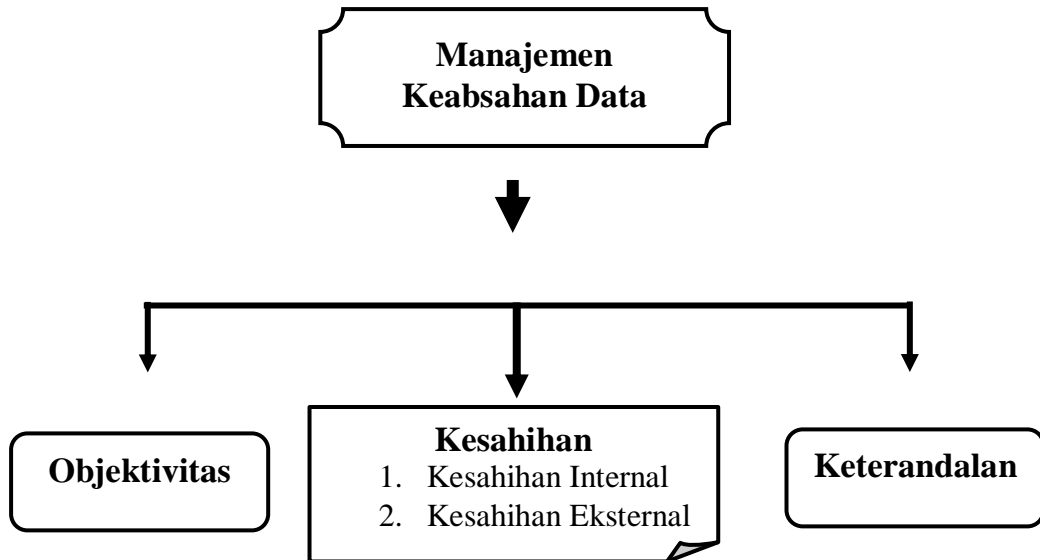 Manajemen
Keabsahan Data
Objektivitas
Kesahihan
1. Kesahihan Internal
2. Kesahihan Eksternal
Keterandalan